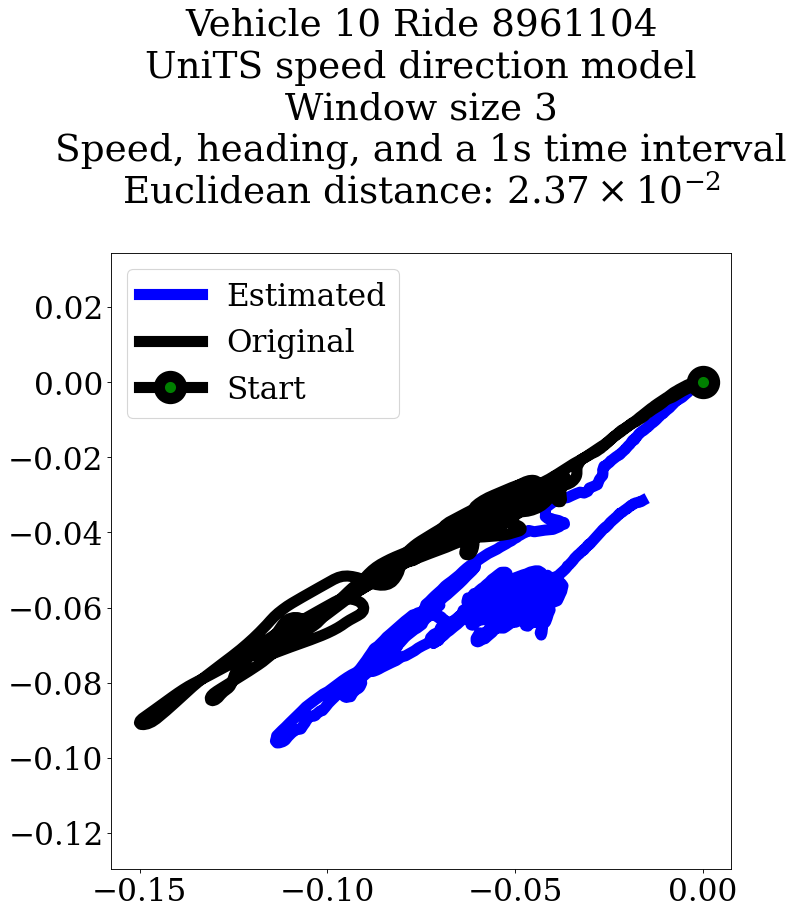 Vehicle 10 Ride 8961104
UniTS speed direction model
Window size 3
Speed, heading, and a 1s time interval
Euclidean distance: 2.37 × 10⁻²
Estimated
Original
Start
0.02
0.00
−0.02
−0.04
−0.06
−0.08
−0.10
−0.12
−0.15
−0.10
−0.05
0.00